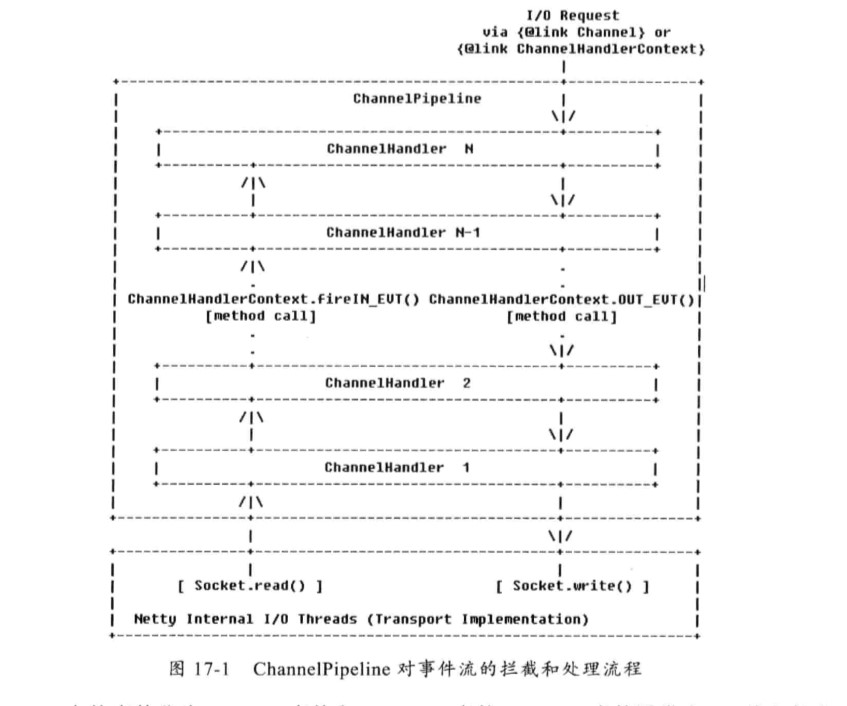 I/O Request
via {@link Channel} or
{@link ChannelHandlerContext}
ChannelPipeline
ChannelHandler N
ChannelHandler N-1
ChannelHandlerContext.fireIN_EVT() ChannelHandlerContext.OUT_EVT()
[method call] [method call]
ChannelHandler 2
ChannelHandler 1
[ Socket.read() ] [ Socket.write() ]
Netty Internal I/O Threads (Transport Implementation)
图 17-1 ChannelPipeline 对事件流的拦截和处理流程